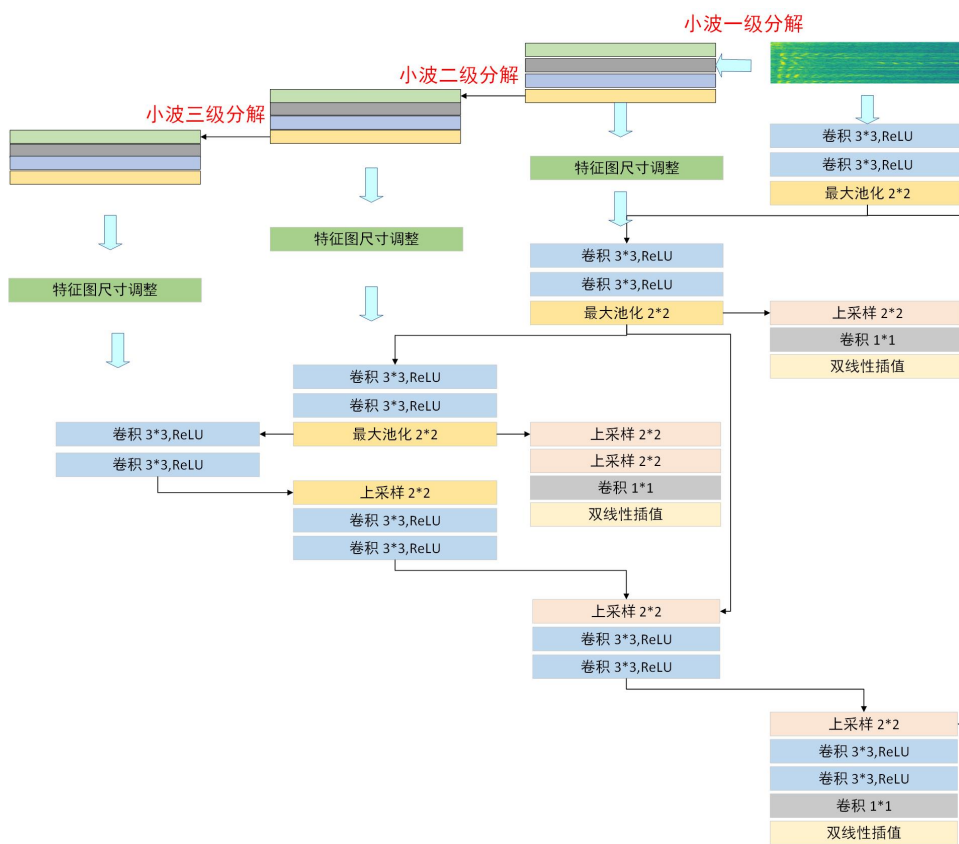 小波一级分解
小波二级分解
小波三级分解
卷积 3*3,ReLU
卷积 3*3,ReLU
最大池化 2*2
特征图尺寸调整
特征图尺寸调整
特征图尺寸调整
卷积 3*3,ReLU
卷积 3*3,ReLU
最大池化 2*2
上采样 2*2
卷积 1*1
双线性插值
卷积 3*3,ReLU
卷积 3*3,ReLU
最大池化 2*2
卷积 3*3,ReLU
卷积 3*3,ReLU
上采样 2*2
上采样 2*2
卷积 1*1
双线性插值
上采样 2*2
卷积 3*3,ReLU
卷积 3*3,ReLU
上采样 2*2
卷积 3*3,ReLU
卷积 3*3,ReLU
上采样 2*2
卷积 3*3,ReLU
卷积 3*3,ReLU
卷积 1*1
双线性插值